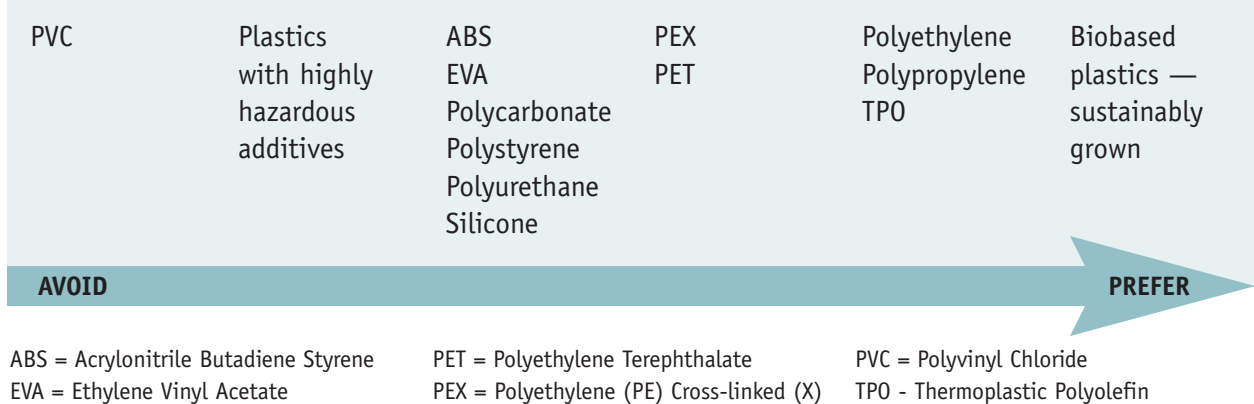 PVC
Plastics
with highly
hazardous
additives
ABS
EVA
Polycarbonate
Polystyrene
Polyurethane
Silicone
PEX
PET
Polyethylene
Polypropylene
TPO
Biobased
plastics —
sustainably
grown
AVOID
PREFER
ABS = Acrylonitrile Butadiene Styrene
EVA = Ethylene Vinyl Acetate
PET = Polyethylene Terephthalate
PEX = Polyethylene (PE) Cross-linked (X)
PVC = Polyvinyl Chloride
TPO - Thermoplastic Polyolefin